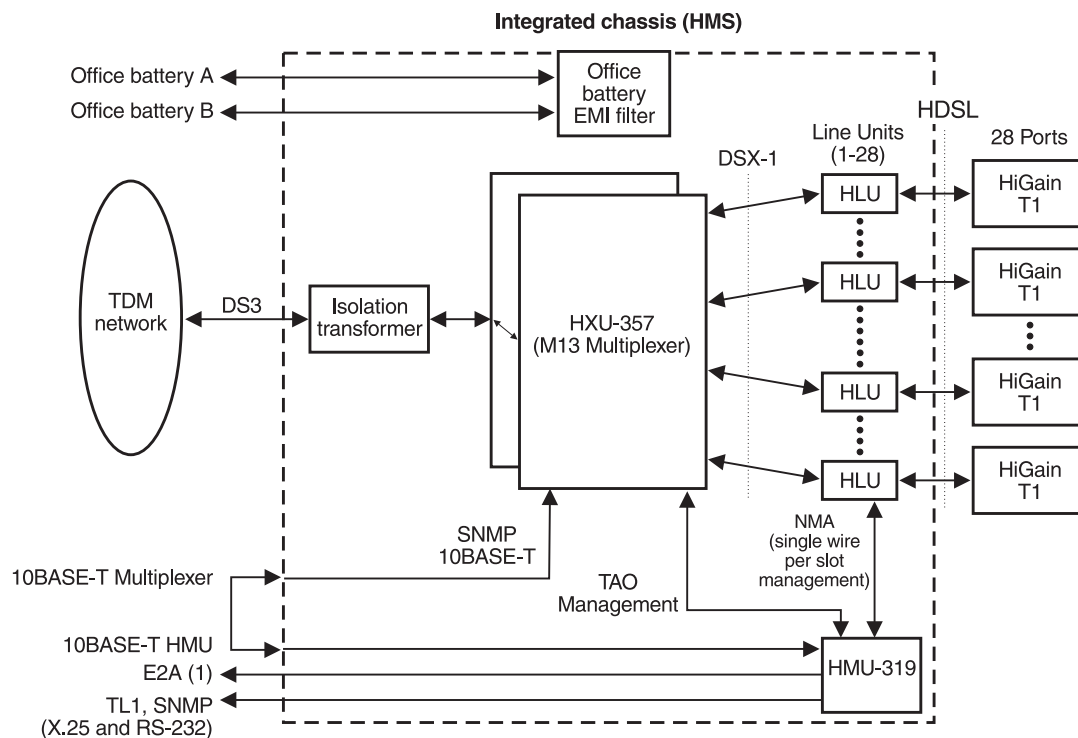 Integrated chassis (HMS)
Office battery A
Office battery B
Office
battery
EMI filter
HDSL
Line Units
(1-28)
28 Ports
DSX-1
HLU
HiGain
T1
HLU
HiGain
T1
TDM
network
DS3
Isolation
transformer
HXU-357
(M13 Multiplexer)
HLU
HiGain
T1
HLU
HiGain
T1
SNMP
10BASE-T
NMA
(single wire
per slot
management)
10BASE-T Multiplexer
TAO
Management
10BASE-T HMU
E2A (1)
HMU-319
TL1, SNMP
(X.25 and RS-232)